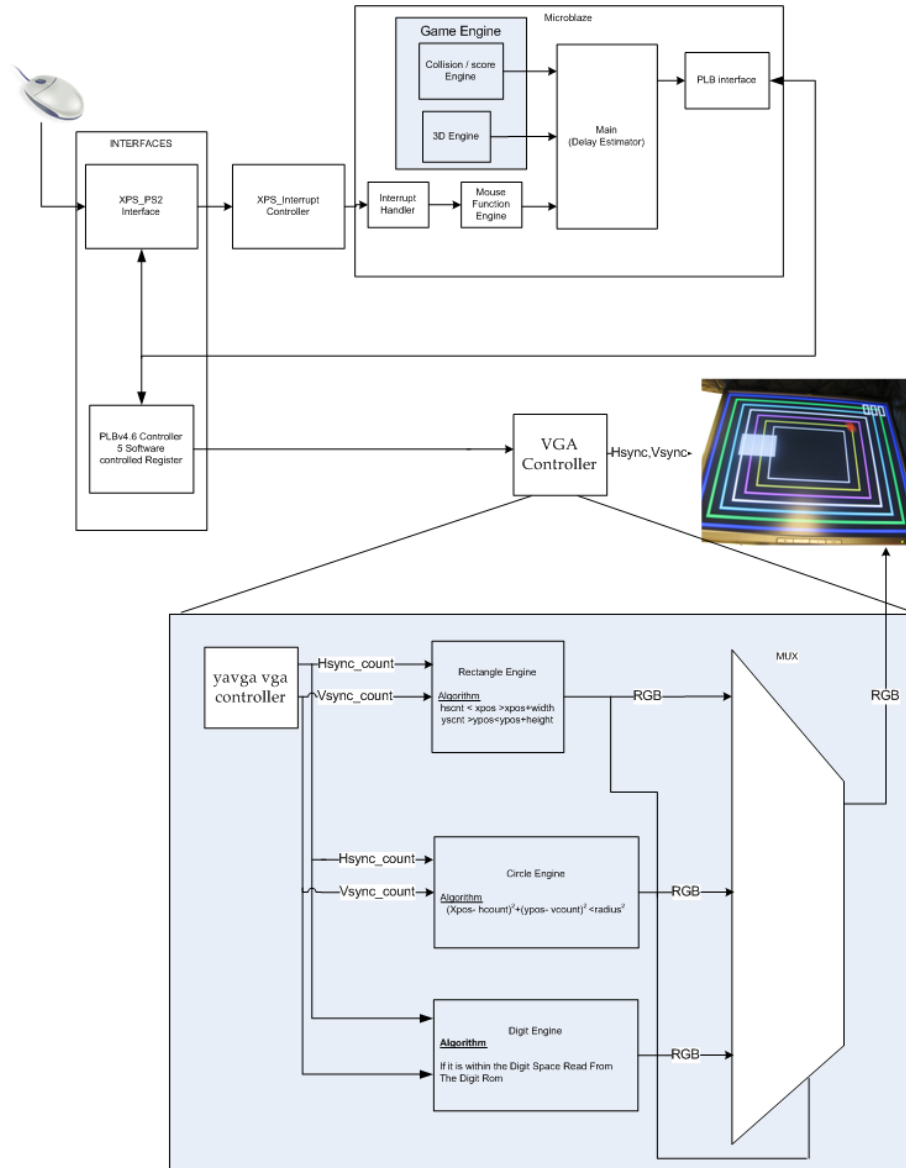 Microblaze
Game Engine
Collision / score
Engine
3D Engine
Main
(Delay Estimator)
PLB interface
INTERFACES
XPS_PS2
Interface
XPS_Interrupt
Controller
Interrupt
Handler
Mouse
Function
Engine
PLBv4.6 Controller
5 Software
controlled Register
VGA
Controller
Hsync,Vsync
000
yavga vga
controller
Hsync_count
Vsync_count
Rectangle Engine
Algorithm
hscnt < xpos >xpos+width
yscnt >ypos<ypos+height
RGB
MUX
RGB
Hsync_count
Vsync_count
Circle Engine
Algorithm
(Xpos- hcount)²+(ypos- vcount)² <radius²
RGB
Digit Engine
Algorithm
If it is within the Digit Space Read From
The Digit Rom
RGB